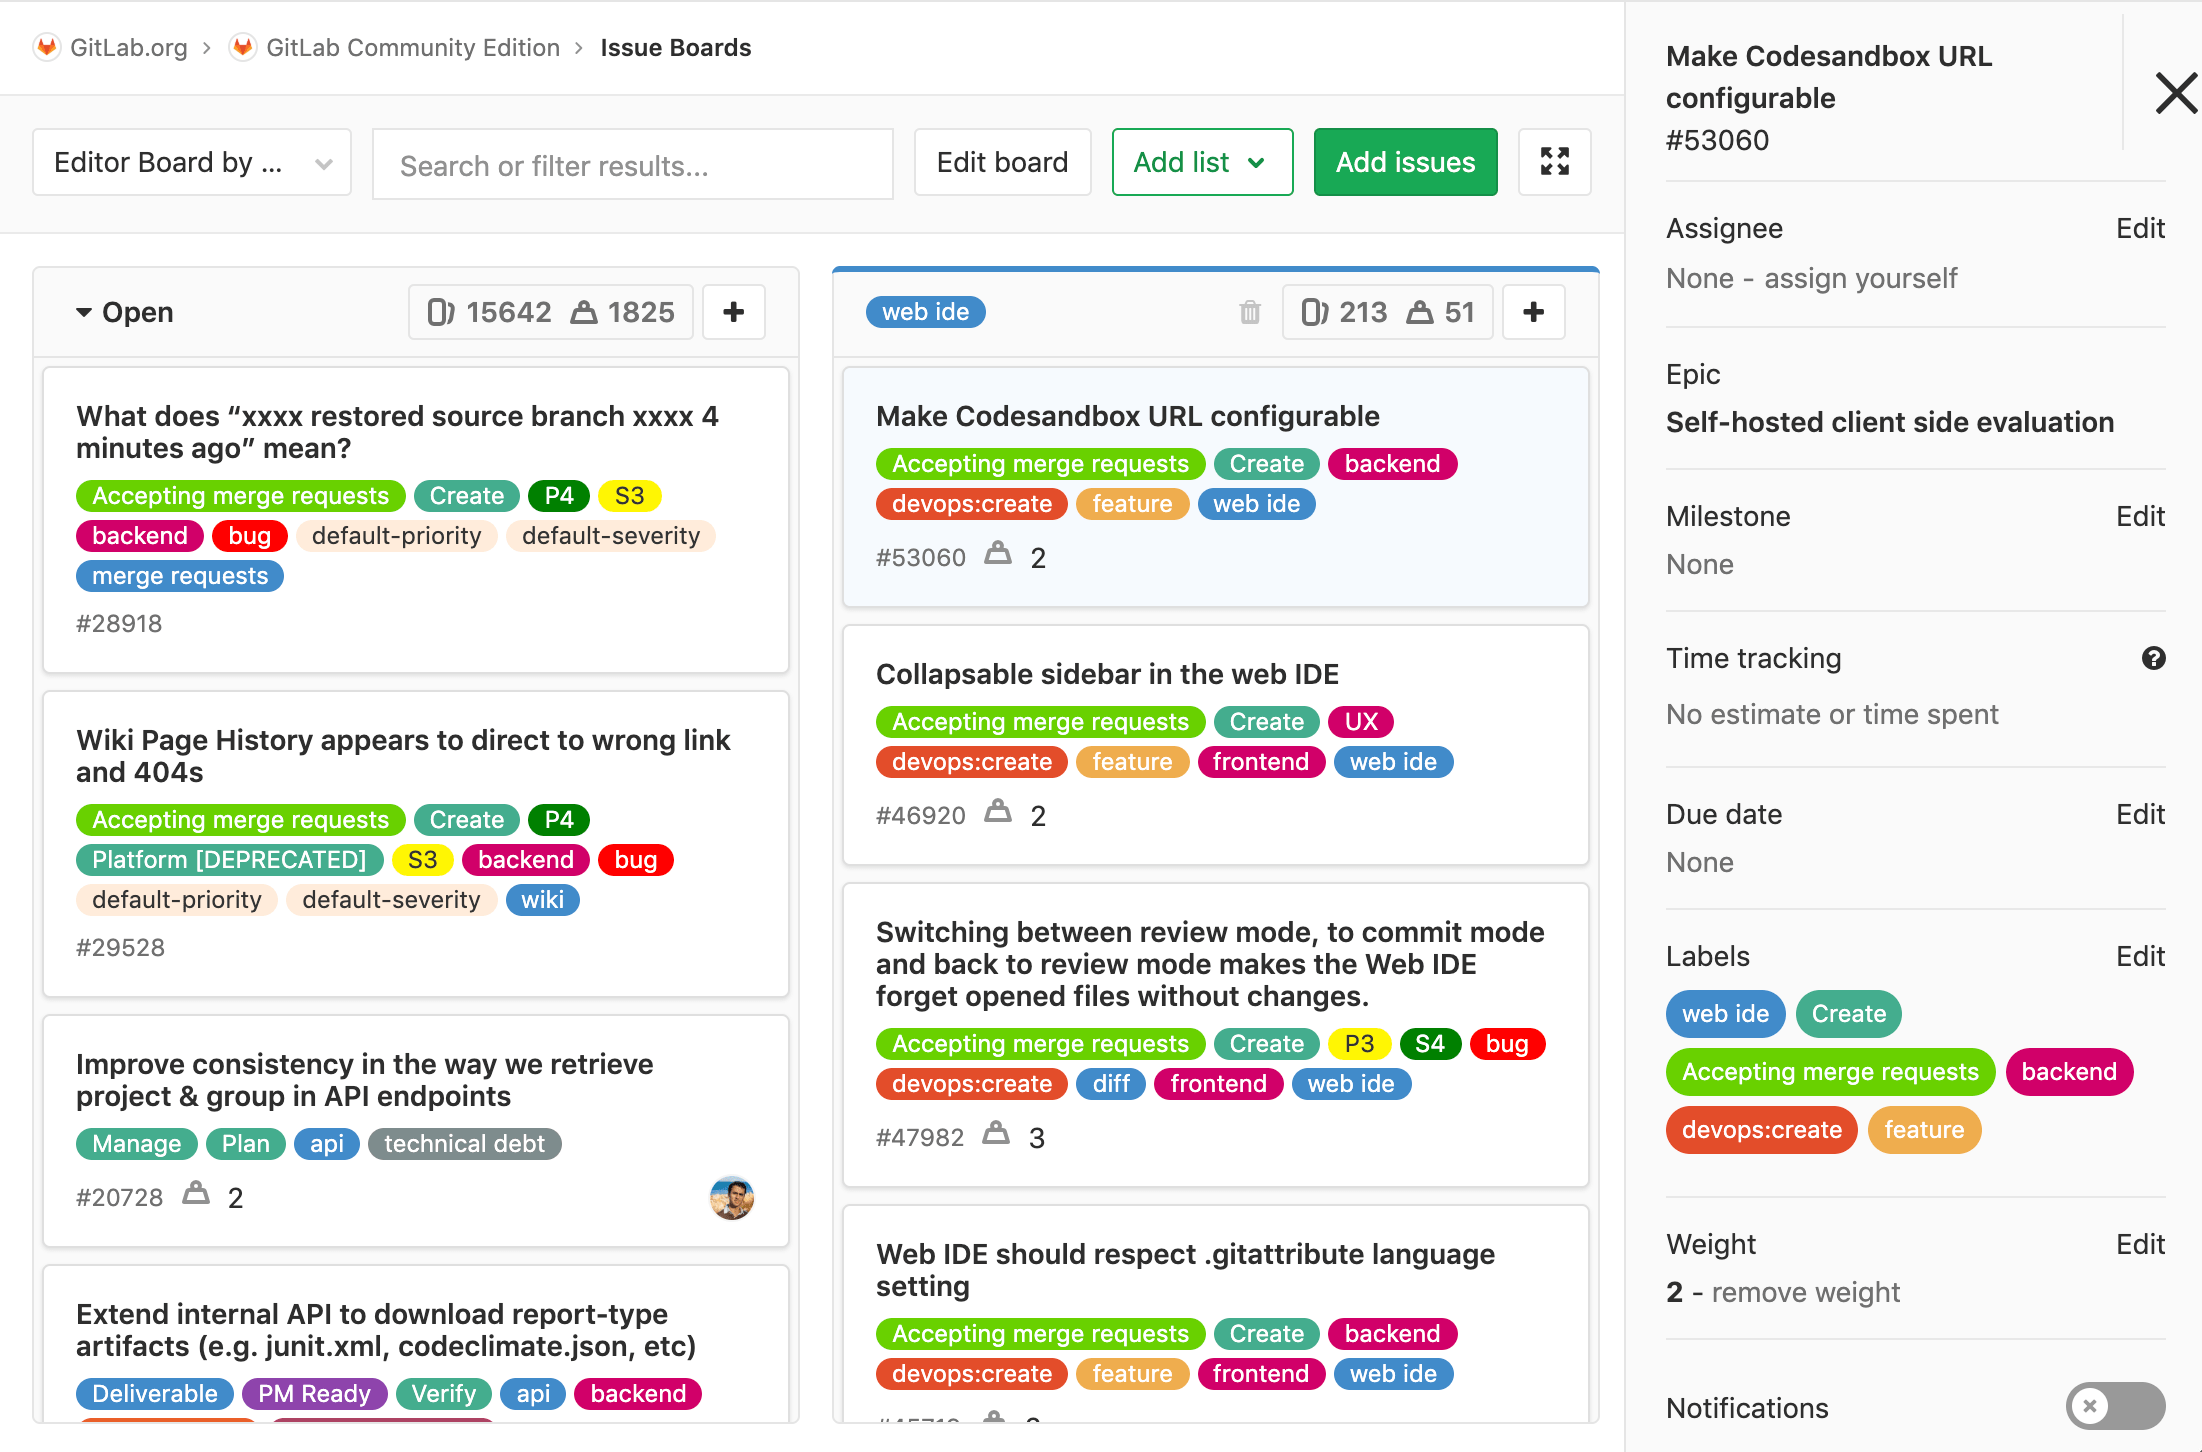 GitLab.org > GitLab Community Edition > Issue Boards
Editor Board by ...
Search or filter results...
Edit board
Add list
Add issues
Open
15642 1825
What does “xxxx restored source branch xxxx 4
minutes ago” mean?
Accepting merge requests Create P4 S3
backend bug default-priority default-severity
merge requests
#28918
Wiki Page History appears to direct to wrong link
and 404s
Accepting merge requests Create P4
Platform [DEPRECATED] S3 backend bug
default-priority default-severity wiki
#29528
Improve consistency in the way we retrieve
project & group in API endpoints
Manage Plan api technical debt
#20728 2
Extend internal API to download report-type
artifacts (e.g. junit.xml, codeclimate.json, etc)
Deliverable PM Ready Verify api backend
web ide
213 51
Make Codesandbox URL configurable
Accepting merge requests Create backend
devops:create feature web ide
#53060 2
Collapsable sidebar in the web IDE
Accepting merge requests Create UX
devops:create feature frontend web ide
#46920 2
Switching between review mode, to commit mode
and back to review mode makes the Web IDE
forget opened files without changes.
Accepting merge requests Create P3 S4 bug
devops:create diff frontend web ide
#47982 3
Web IDE should respect .gitattribute language
setting
Accepting merge requests Create backend
devops:create feature frontend web ide
Make Codesandbox URL
configurable
#53060
Assignee Edit
None - assign yourself
Epic
Self-hosted client side evaluation
Milestone Edit
None
Time tracking
No estimate or time spent
Due date Edit
None
Labels Edit
web ide Create
Accepting merge requests backend
devops:create feature
Weight Edit
2 - remove weight
Notifications